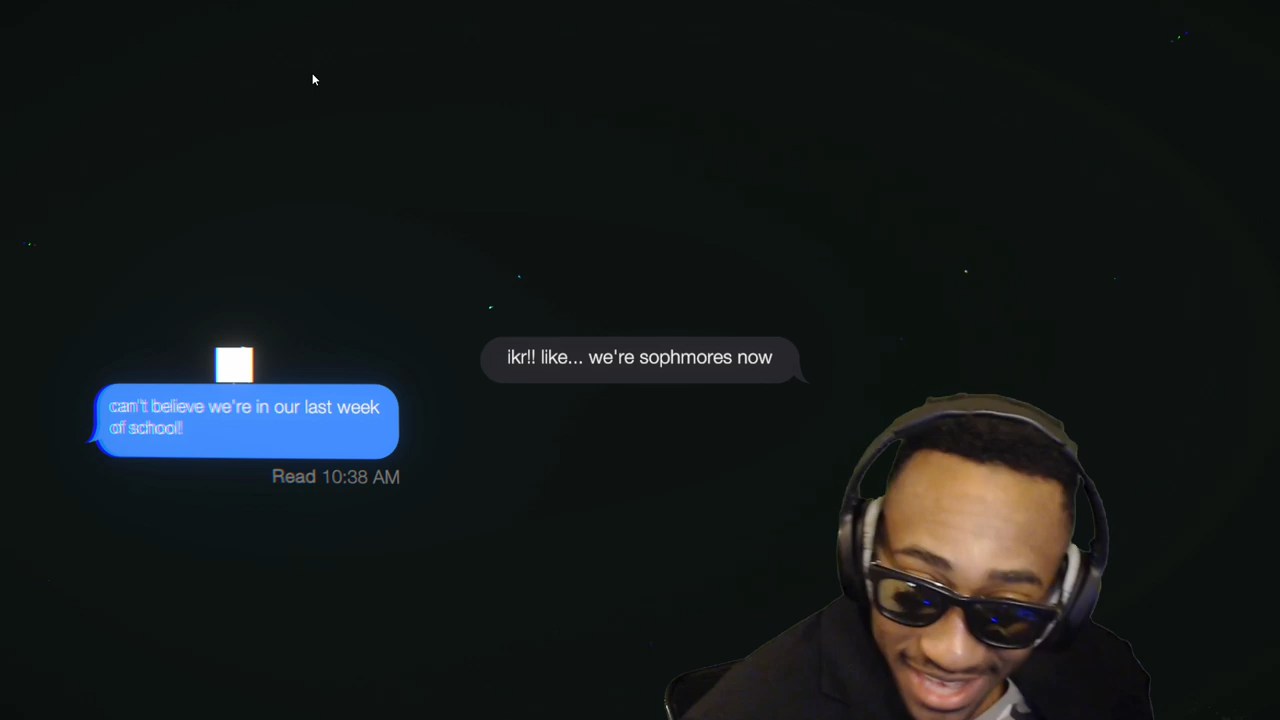 ikr!! like... we're sophmores now
can't believe we're in our last week
of school!
Read 10:38 AM